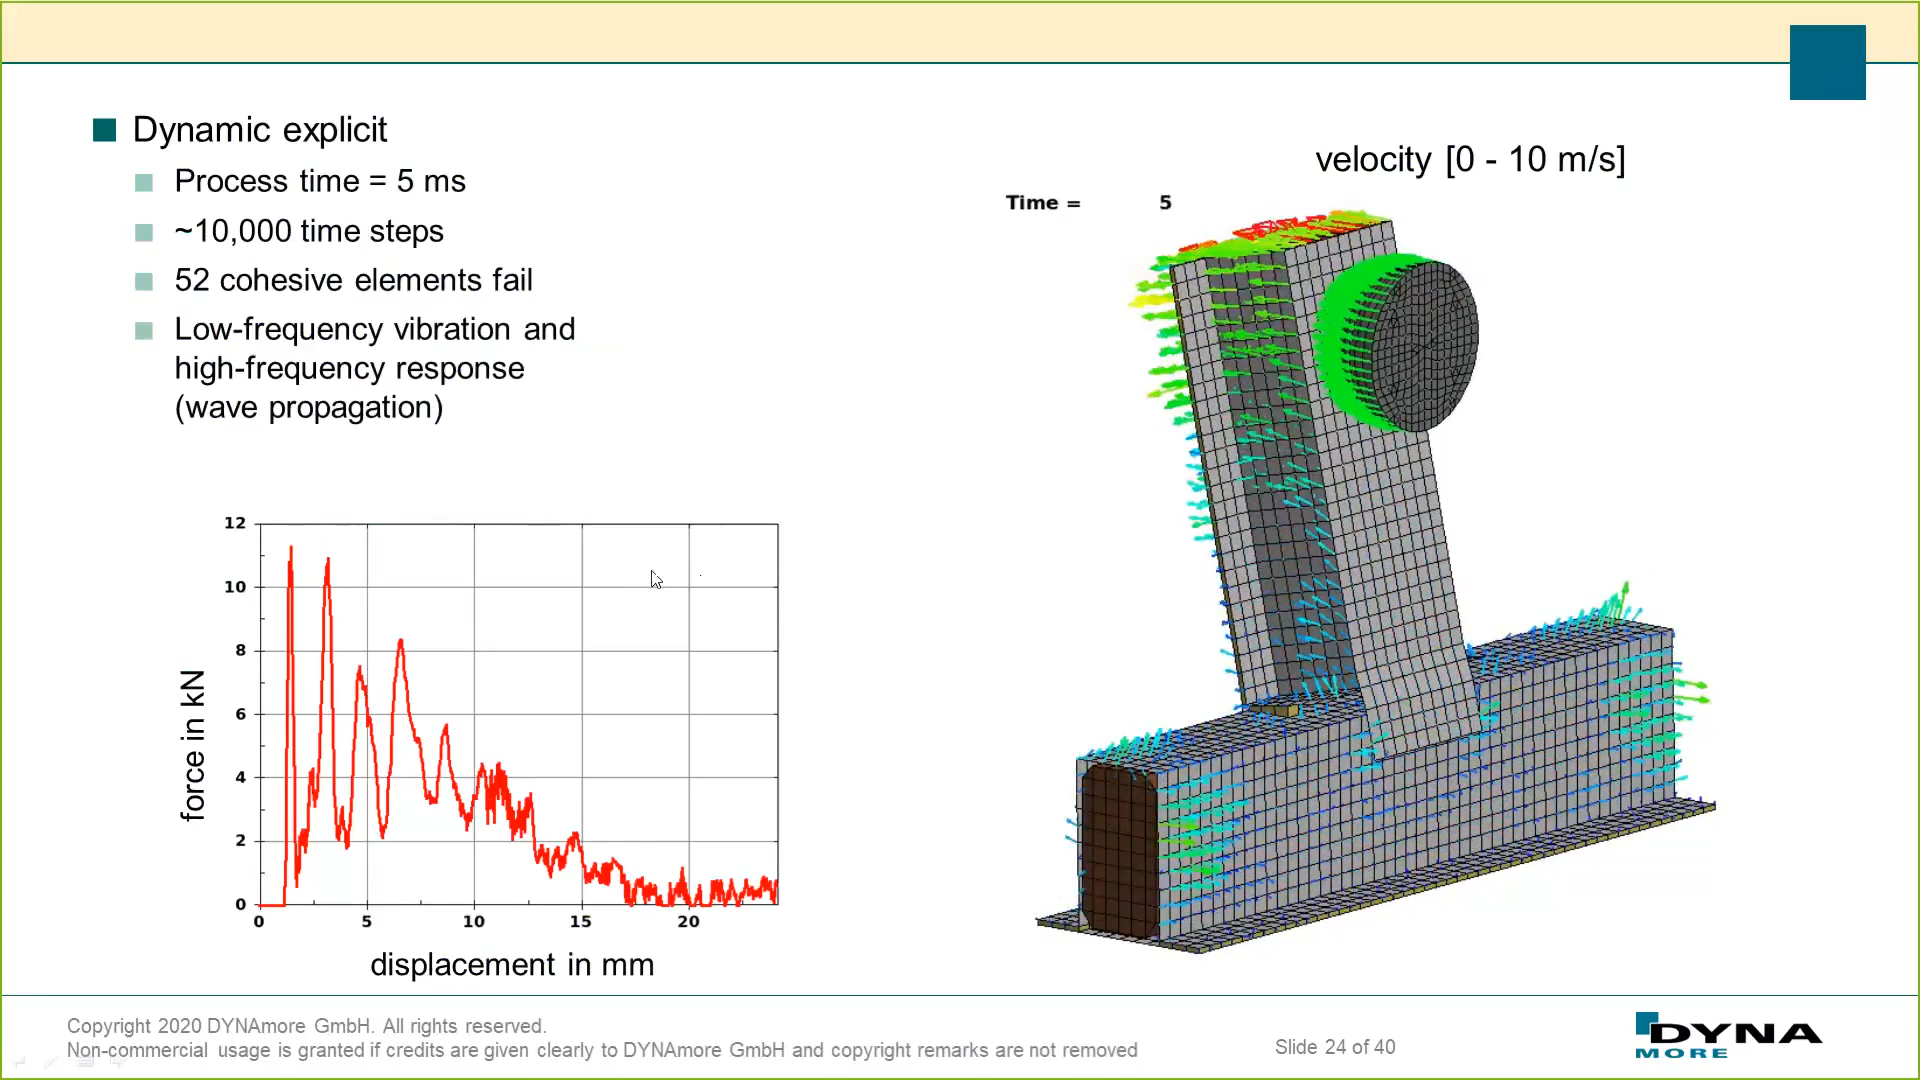 Dynamic explicit
Process time = 5 ms
~10,000 time steps
52 cohesive elements fail
Low-frequency vibration and
high-frequency response
(wave propagation)
velocity [0 - 10 m/s]
Time = 5
12
10
8
6
4
2
0
force in kN
0 5 10 15 20
displacement in mm
Copyright 2020 DYNAmore GmbH. All rights reserved.
Non-commercial usage is granted if credits are given clearly to DYNAmore GmbH and copyright remarks are not removed
Slide 24 of 40
DYNA
MORE